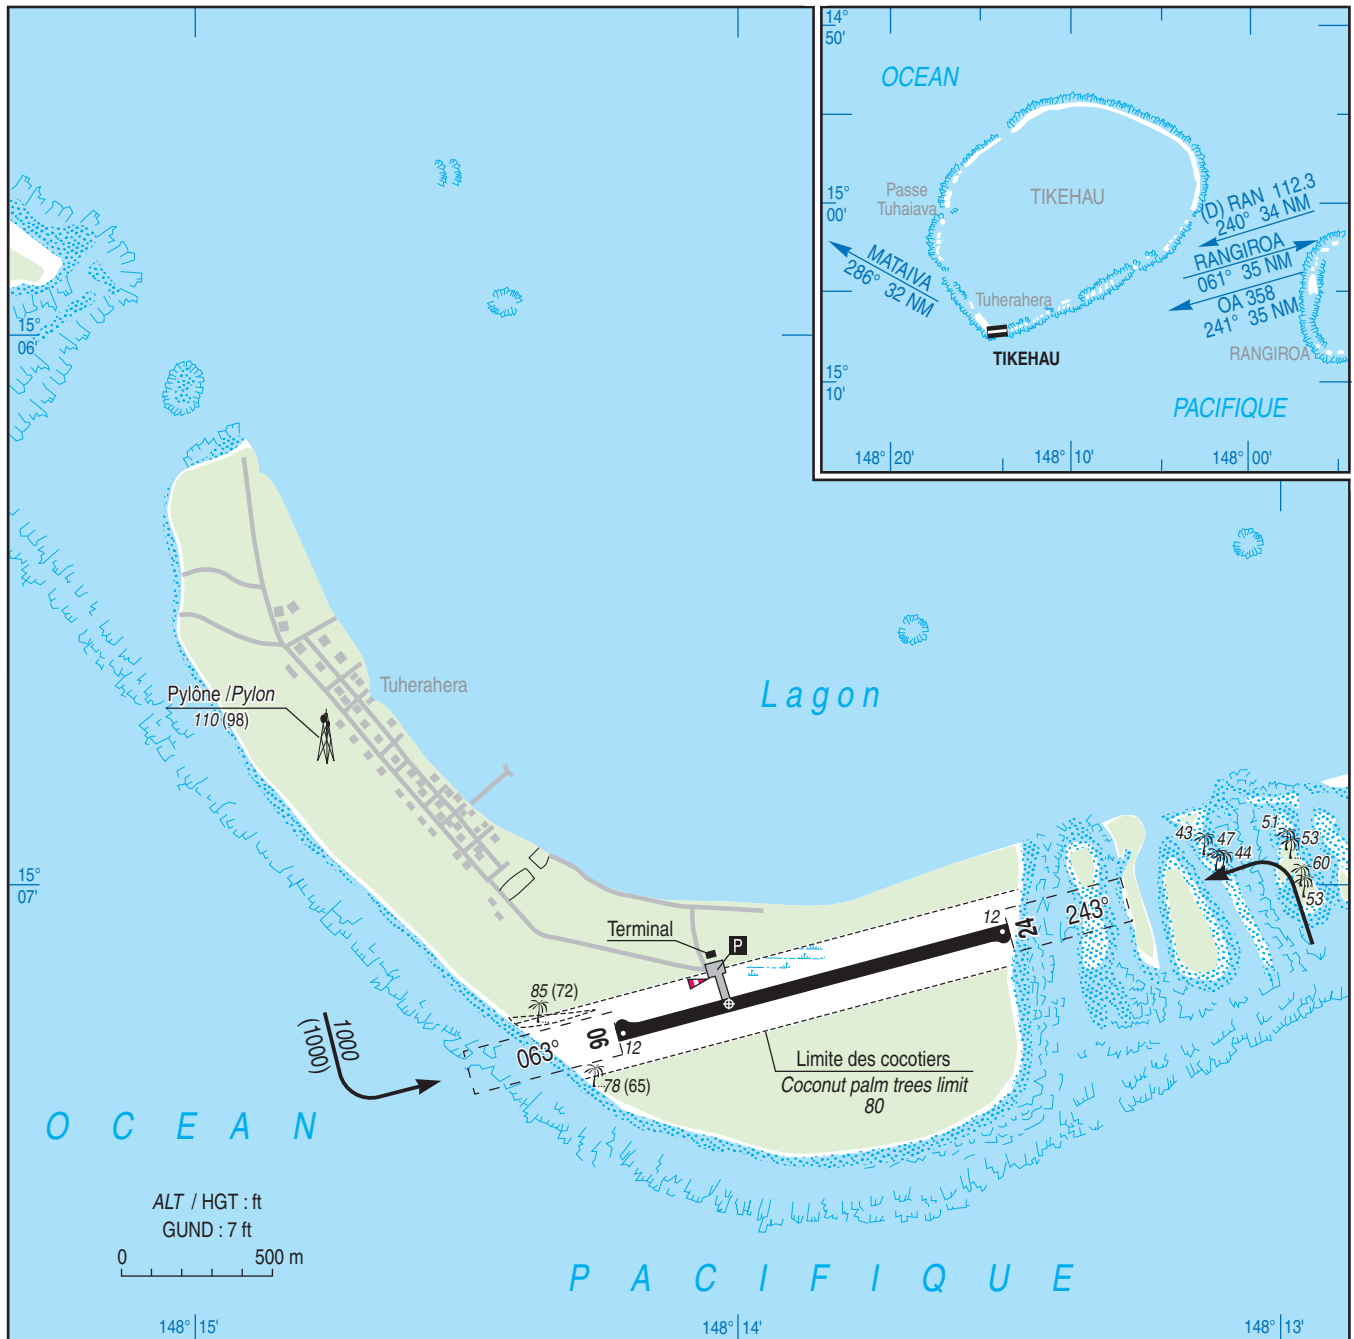 14°
50'
OCEAN
Passe
Tuhaiava
TIKEHAU
15°
00'
(D) RAN 112.3
240° 34 NM
RANGIROA
061° 35 NM
OA 358
241° 35 NM
MATAIVA
286° 32 NM
Tuherahera
TIKEHAU
RANGIROA
15°
10'
PACIFIQUE
148° 20'
148° 10'
148° 00'
15°
06'
Tuherahera
Pylône /Pylon
110 (98)
Lagon
15°
07'
43
47
44
51
53
60
53
Terminal
P
12
24
243°
85 (72)
063°
06
12
78 (65)
1000
(1000)
Limite des cocotiers
Coconut palm trees limit
80
OCEAN
ALT / HGT : ft
GUND : 7 ft
0 500 m
PACIFIQUE
148° 15'
148° 14'
148° 13'